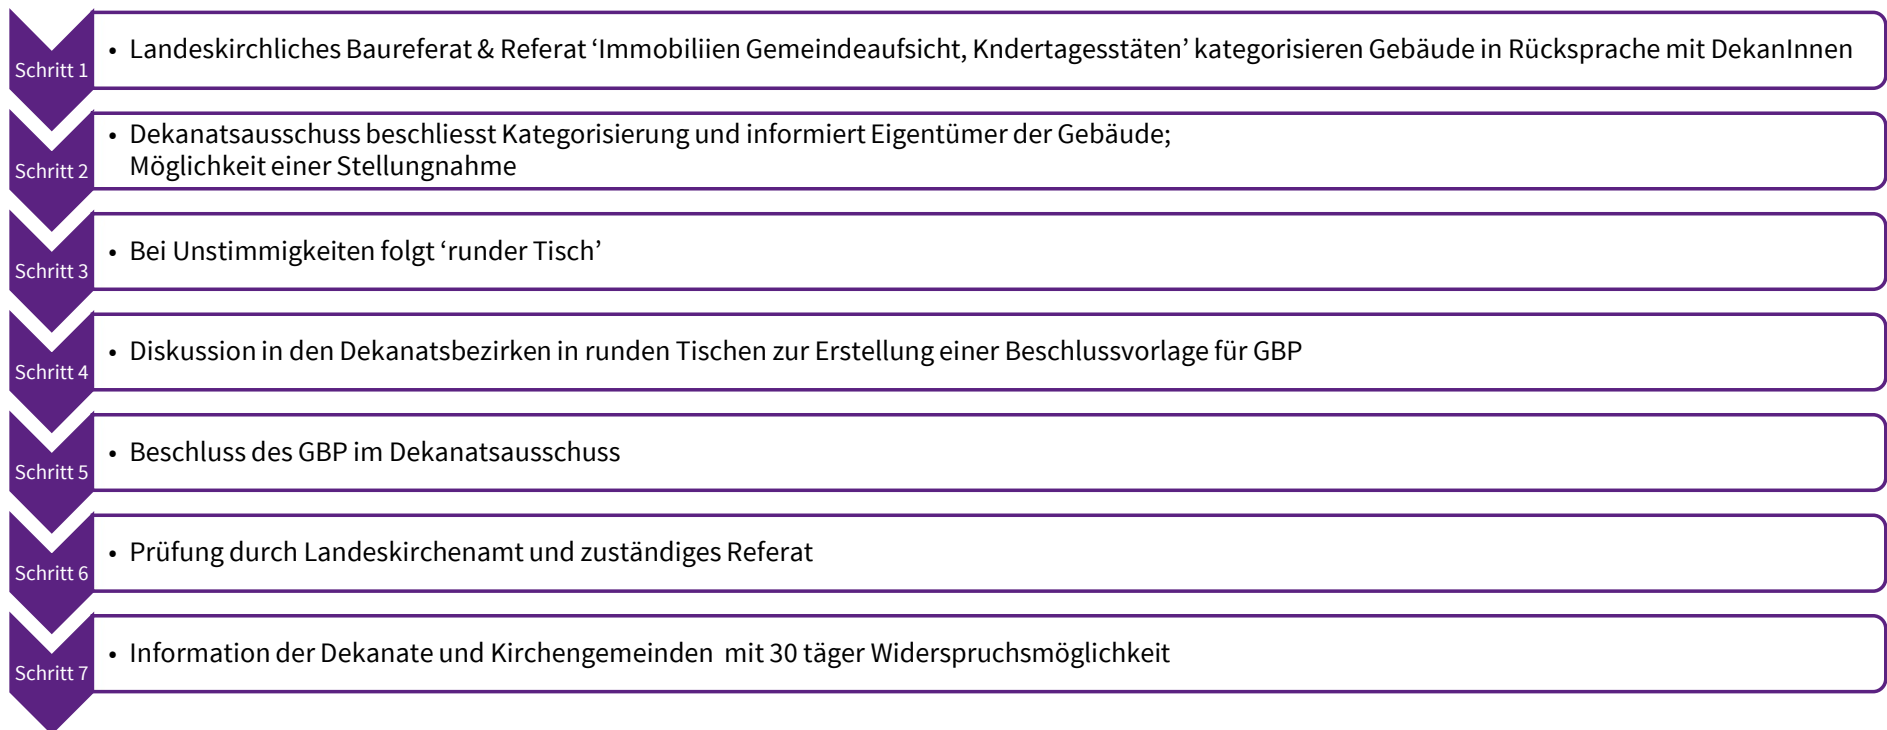 Schritt 1
• Landeskirchliches Baureferat & Referat ‘Immobiliien Gemeindeaufsicht, Kndertagesstäten’ kategorisieren Gebäude in Rücksprache mit DekanInnen
Schritt 2
• Dekanatsausschuss beschliesst Kategorisierung und informiert Eigentümer der Gebäude;
Möglichkeit einer Stellungnahme
Schritt 3
• Bei Unstimmigkeiten folgt ‘runder Tisch’
Schritt 4
• Diskussion in den Dekanatsbezirken in runden Tischen zur Erstellung einer Beschlussvorlage für GBP
Schritt 5
• Beschluss des GBP im Dekanatsausschuss
Schritt 6
• Prüfung durch Landeskirchenamt und zuständiges Referat
Schritt 7
• Information der Dekanate und Kirchengemeinden  mit 30 täger Widerspruchsmöglichkeit